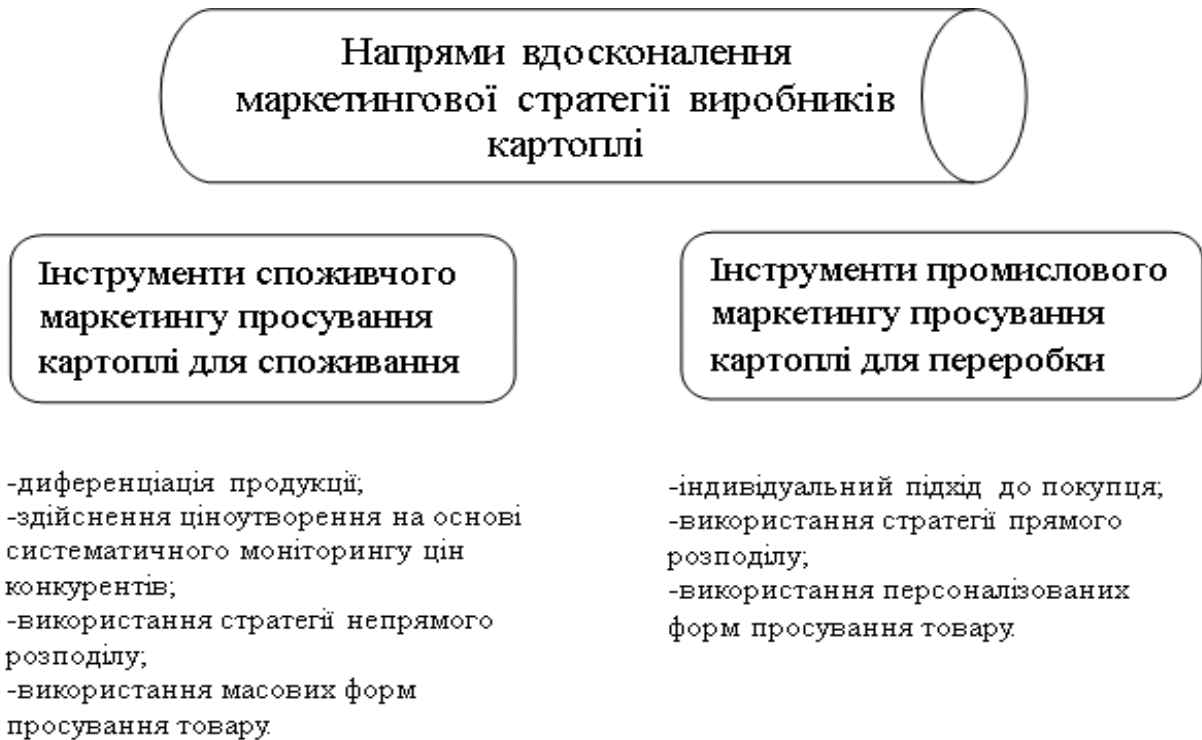 Напрями вдосконалення
маркетингової стратегії виробників
картоплі
Інструменти споживчого
маркетингу просування
картоплі для споживання
-диференціація продукції;
-здійснення ціноутворення на основі
систематичного моніторингу цін
конкурентів;
-використання стратегії непрямого
розподілу;
-використання масових форм
просування товару.
Інструменти промислового
маркетингу просування
картоплі для переробки
-індивідуальний підхід до покупця;
-використання стратегії прямого
розподілу;
-використання персоналізованих
форм просування товару.